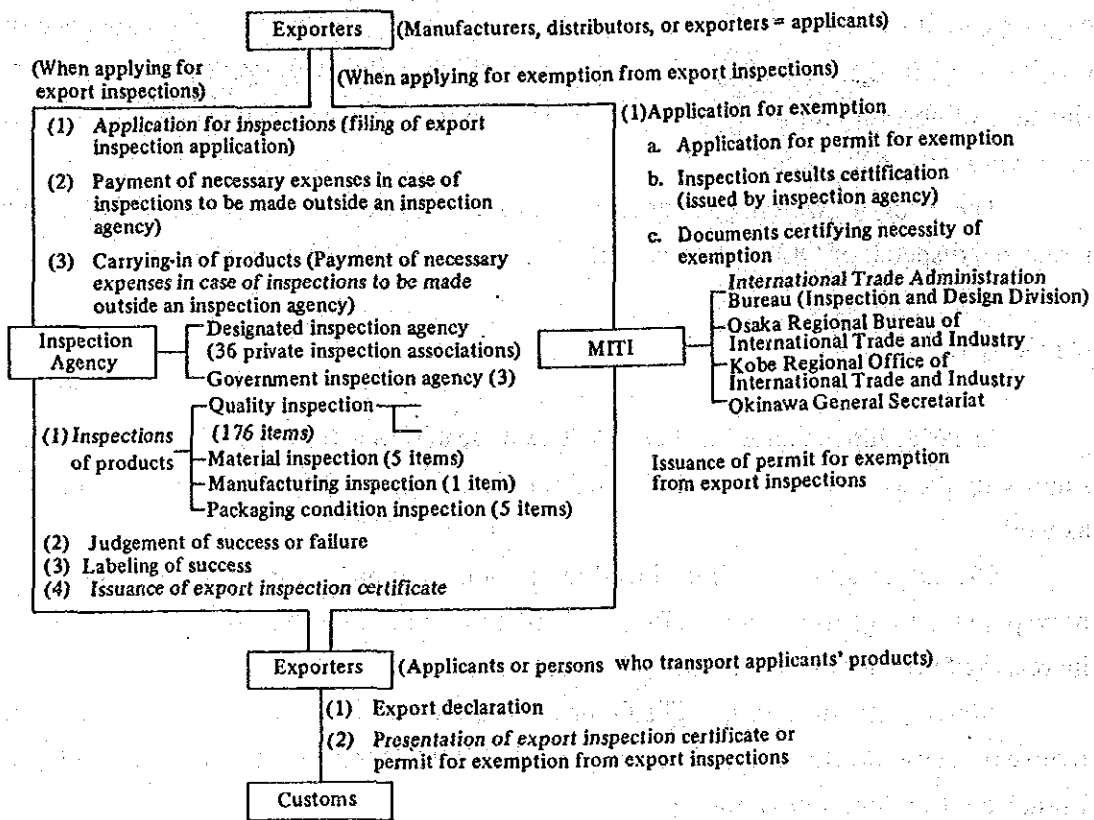 Exporters
(Manufacturers, distributors, or exporters = applicants)
(When applying for
export inspections)
(When applying for exemption from export inspections)
(1) Application for inspections (filing of export
inspection application)
(2) Payment of necessary expenses in case of
inspections to be made outside an inspection
agency)
(3) Carrying-in of products (Payment of necessary
expenses in case of inspections to be made
outside an inspection agency)
(1) Application for exemption
a. Application for permit for exemption
b. Inspection results certification
(issued by inspection agency)
c. Documents certifying necessity of
exemption
Inspection
Agency
Designated inspection agency
(36 private inspection associations)
Government inspection agency (3)
MITI
International Trade Administration
Bureau (Inspection and Design Division)
Osaka Regional Bureau of
International Trade and Industry
Kobe Regional Office of
International Trade and Industry
Okinawa General Secretariat
(1) Inspections
of products
Quality inspection
(176 items)
Material inspection (5 items)
Manufacturing inspection (1 item)
Packaging condition inspection (5 items)
Issuance of permit for exemption
from export inspections
(2) Judgement of success or failure
(3) Labeling of success
(4) Issuance of export inspection certificate
Exporters
(Applicants or persons who transport applicants' products)
(1) Export declaration
(2) Presentation of export inspection certificate or
permit for exemption from export inspections
Customs